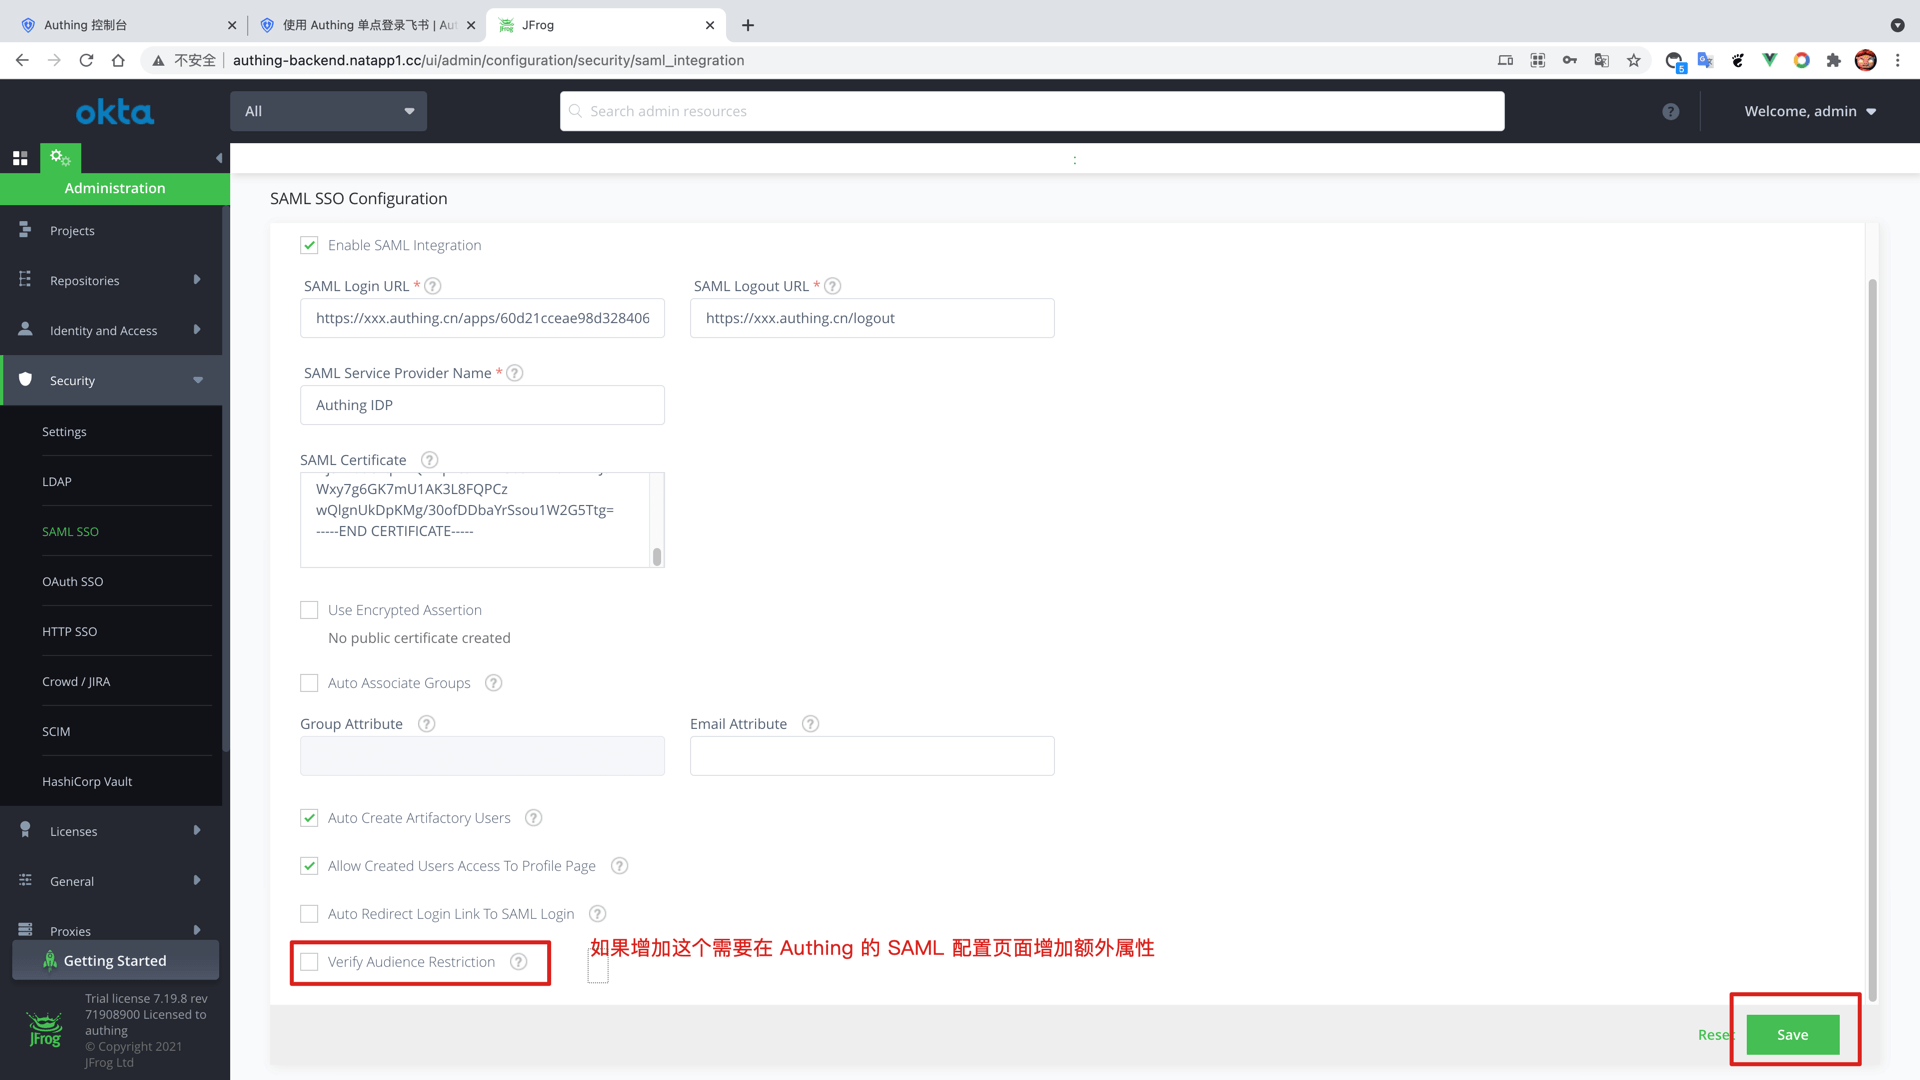 Authing 控制台
使用 Authing 单点登录飞书 | Aut
JFrog
不安全
authing-backend.natapp1.cc/ui/admin/configuration/security/saml_integration
5
okta
All
Search admin resources
Welcome, admin
Administration
:
SAML SSO Configuration
Projects
Repositories
Identity and Access
Security
Settings
LDAP
SAML SSO
OAuth SSO
HTTP SSO
Crowd / JIRA
SCIM
HashiCorp Vault
Licenses
General
Proxies
Getting Started
JFrog
Trial license 7.19.8 rev
71908900 Licensed to
authing
© Copyright 2021
JFrog Ltd
Enable SAML Integration
SAML Login URL *
SAML Logout URL *
https://xxx.authing.cn/apps/60d21cceae98d328406
https://xxx.authing.cn/logout
SAML Service Provider Name *
Authing IDP
SAML Certificate
Wxy7g6GK7mU1AK3L8FQPCz
wQlgnUkDpKMg/30ofDDbaYrSsou1W2G5Ttg=
-----END CERTIFICATE-----
Use Encrypted Assertion
No public certificate created
Auto Associate Groups
Group Attribute
Email Attribute
Auto Create Artifactory Users
Allow Created Users Access To Profile Page
Auto Redirect Login Link To SAML Login
Verify Audience Restriction
如果增加这个需要在 Authing 的 SAML 配置页面增加额外属性
Reset
Save